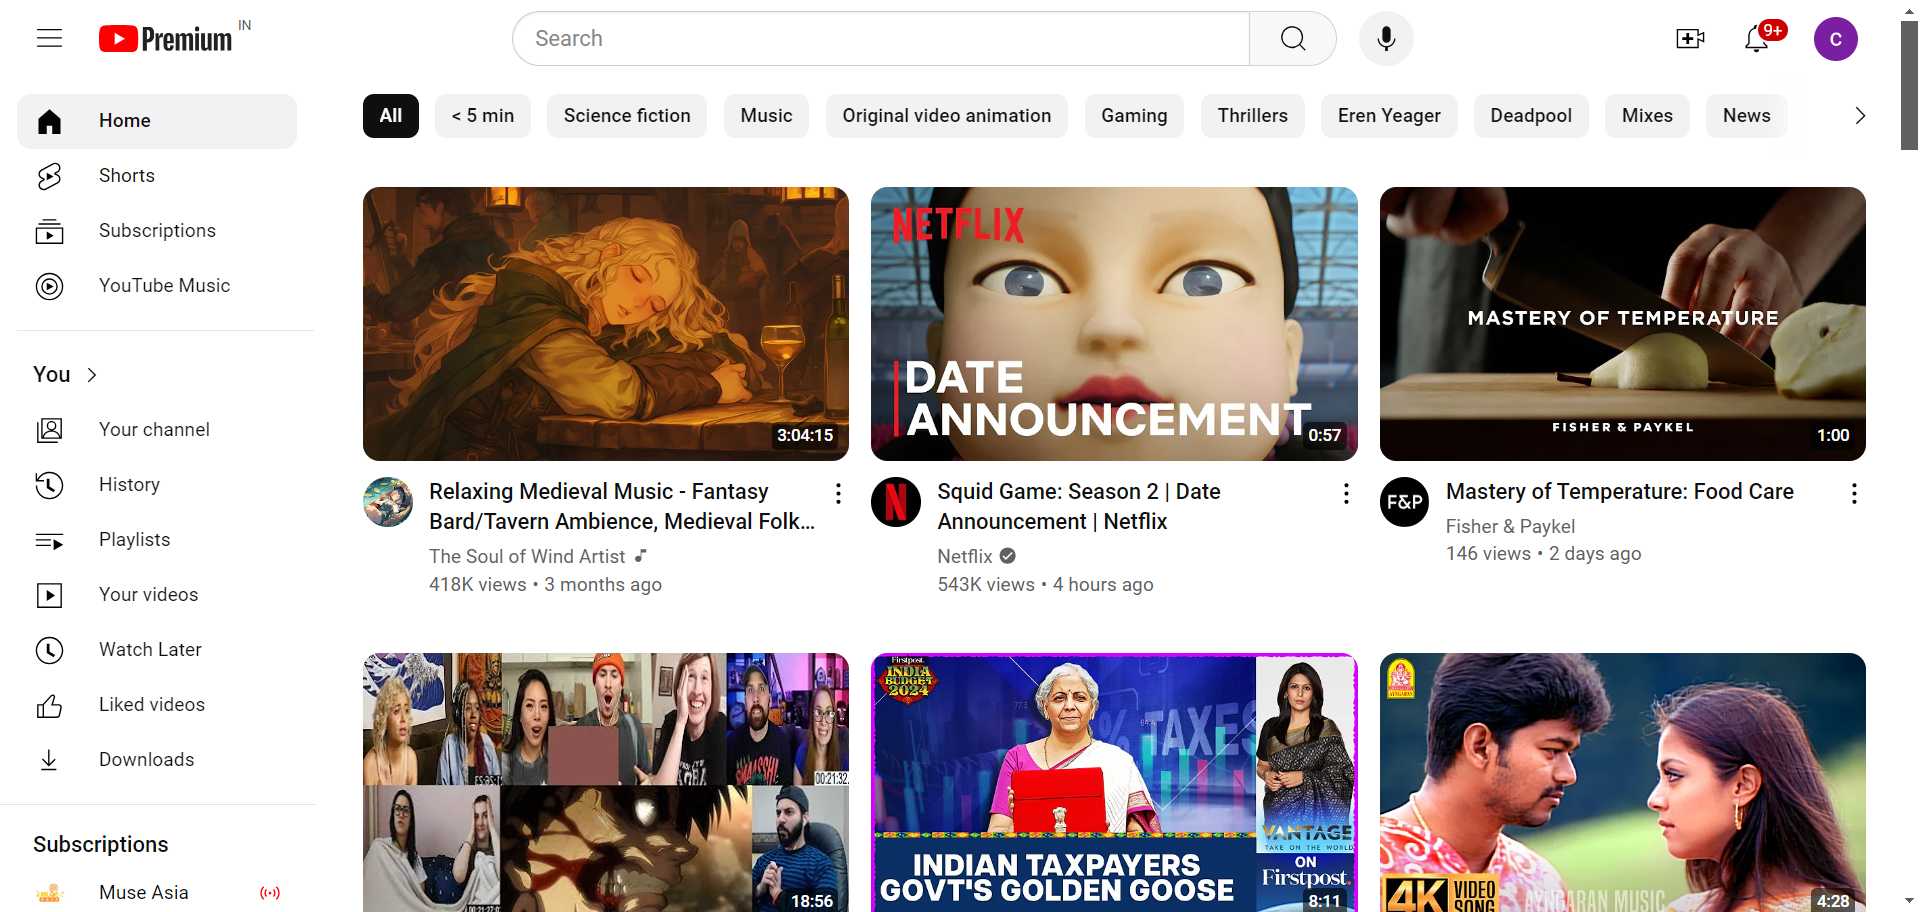 Premium IN
Search
9+
C
Home
Shorts
Subscriptions
YouTube Music
You
Your channel
History
Playlists
Your videos
Watch Later
Liked videos
Downloads
Subscriptions
Muse Asia
All
< 5 min
Science fiction
Music
Original video animation
Gaming
Thrillers
Eren Yeager
Deadpool
Mixes
News
3:04:15
Relaxing Medieval Music - Fantasy
Bard/Tavern Ambience, Medieval Folk...
The Soul of Wind Artist
418K views • 3 months ago
NETFLIX
DATE
ANNOUNCEMENT
0:57
N
Squid Game: Season 2 | Date
Announcement | Netflix
Netflix
543K views • 4 hours ago
MASTERY OF TEMPERATURE
FISHER & PAYKEL
1:00
F&P
Mastery of Temperature: Food Care
Fisher & Paykel
146 views • 2 days ago
00:21:32
18:56
Firstpost.
INDIA
BUDGET
2024
TAXES
VANTAGE
TAKE ON THE WORLD
INDIAN TAXPAYERS
GOVT'S GOLDEN GOOSE
ON
Firstpost.
8:11
AYNGARAN
4K VIDEO
SONG
AYNGARAN MUSIC
4:28